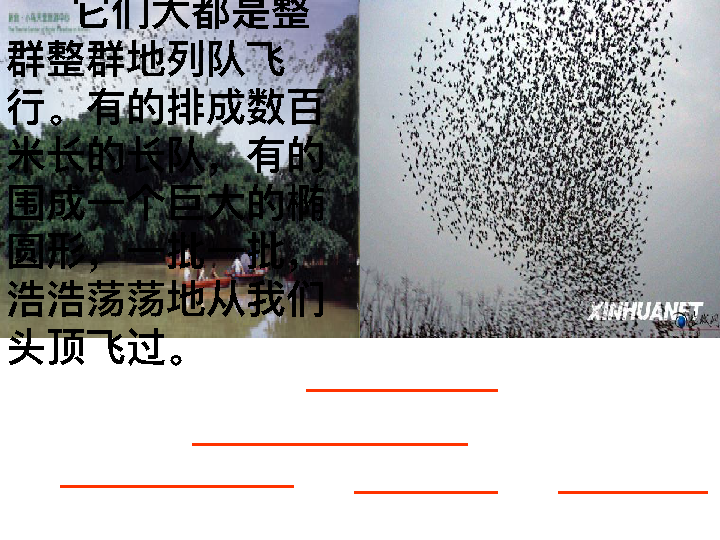 它们大都是整
群整群地列队飞
行。有的排成数百
米长的长队，有的
围成一个巨大的椭
圆形，一批一批，
浩浩荡荡地从我们
头顶飞过。
XINHUANET